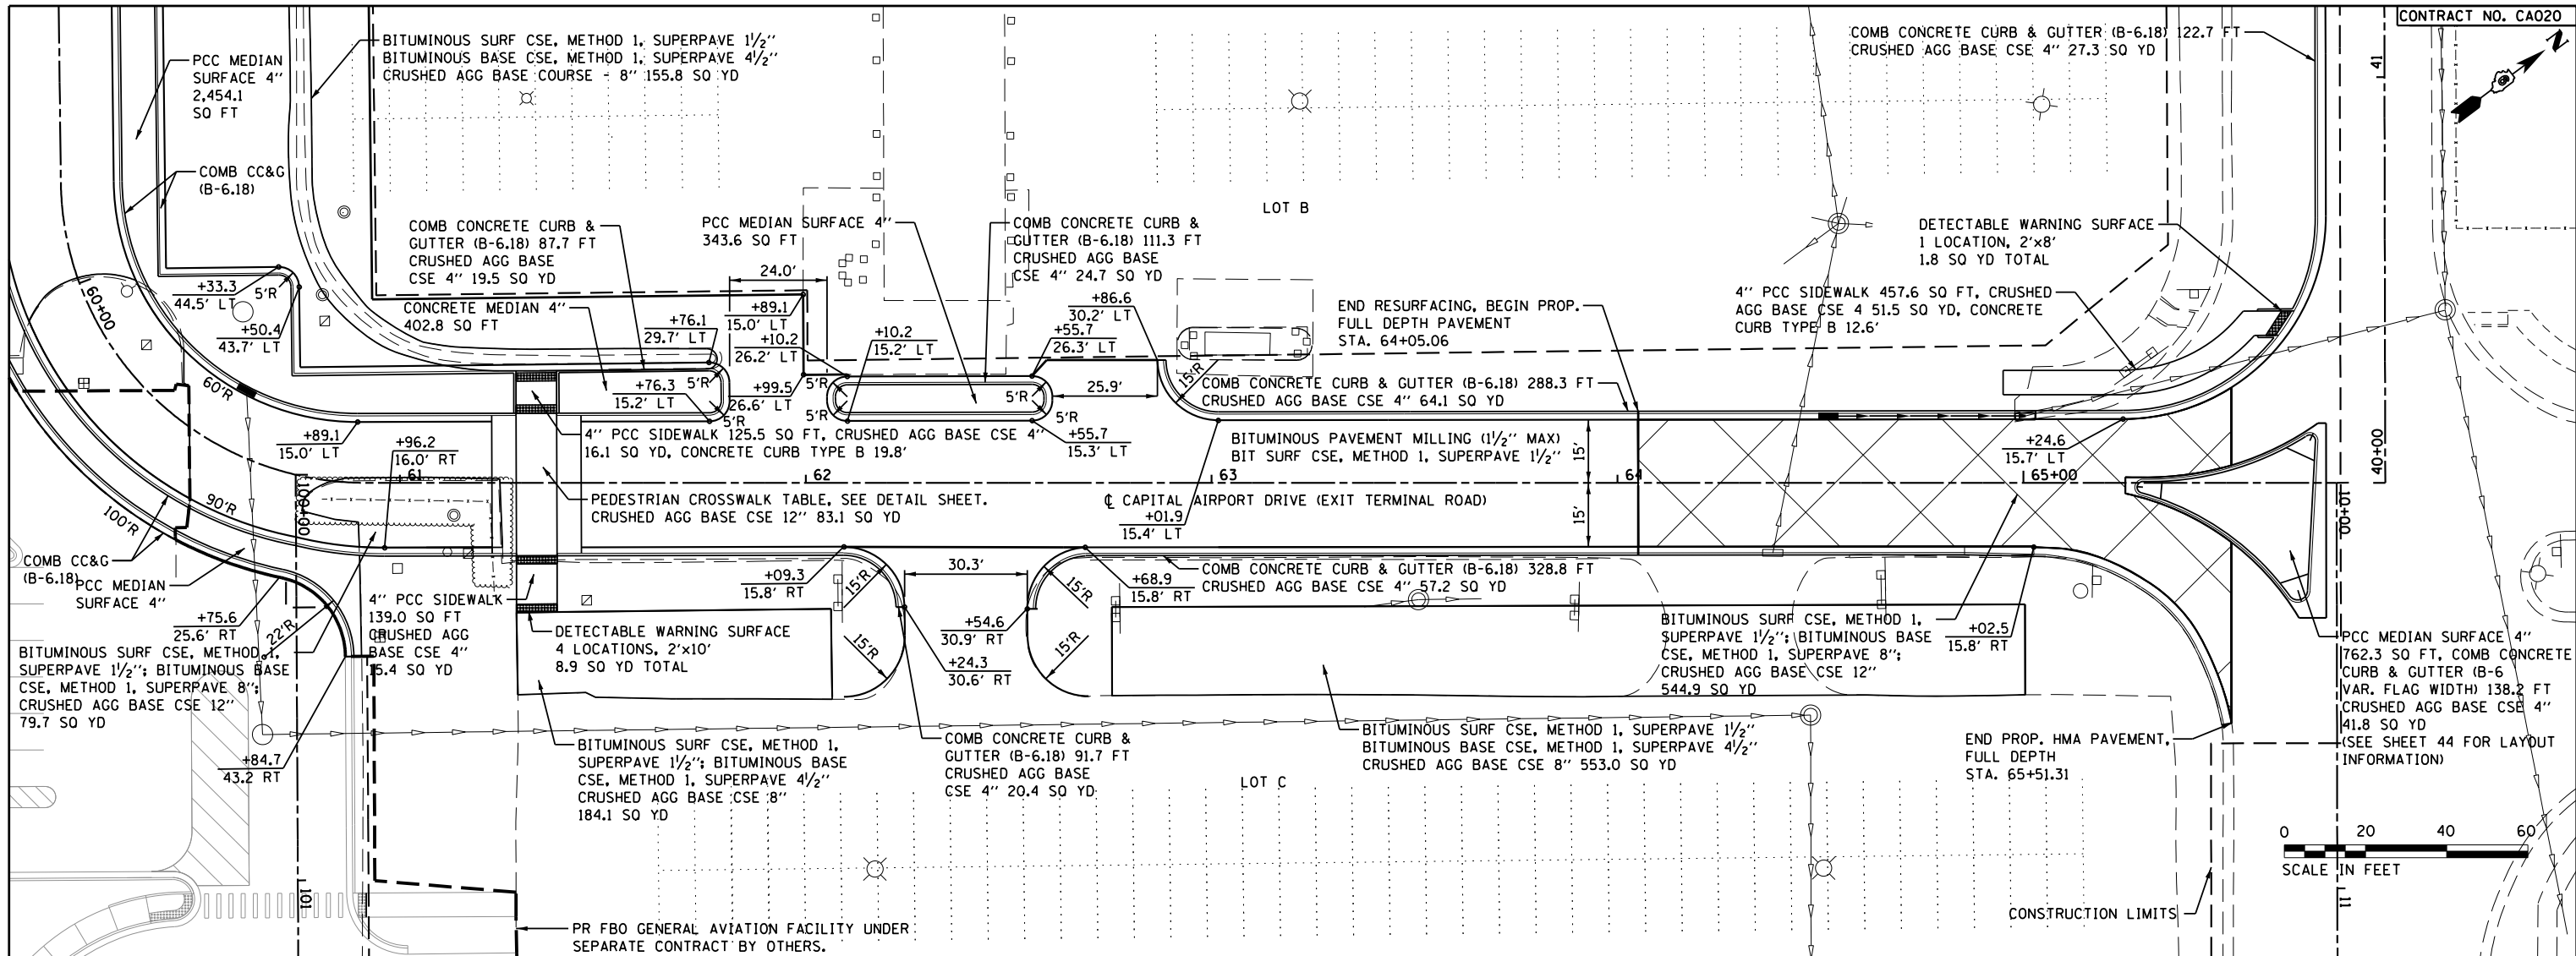 CONTRACT NO. CA020
N
PCC MEDIAN
SURFACE 4"
2,454.1
SQ FT
BITUMINOUS SURF CSE, METHOD 1, SUPERPAVE 1½"
BITUMINOUS BASE CSE, METHOD 1, SUPERPAVE 4½"
CRUSHED AGG BASE COURSE - 8" 155.8 SQ YD
COMB CONCRETE CURB & GUTTER (B-6.18) 122.7 FT
CRUSHED AGG BASE CSE 4" 27.3 SQ YD
41
COMB CC&G
(B-6.18)
LOT B
COMB CONCRETE CURB &
GUTTER (B-6.18) 87.7 FT
CRUSHED AGG BASE
CSE 4" 19.5 SQ YD
PCC MEDIAN SURFACE 4"
343.6 SQ FT
COMB CONCRETE CURB &
GUTTER (B-6.18) 111.3 FT
CRUSHED AGG BASE
CSE 4" 24.7 SQ YD
DETECTABLE WARNING SURFACE
1 LOCATION, 2'x8'
1.8 SQ YD TOTAL
24.0'
60+00
+33.3
44.5' LT
5'R
+50.4
43.7' LT
CONCRETE MEDIAN 4"
402.8 SQ FT
+76.1
29.7' LT
+89.1
15.0' LT
+10.2
26.2' LT
+10.2
15.2' LT
+55.7
26.3' LT
+86.6
30.2' LT
END RESURFACING, BEGIN PROP.
FULL DEPTH PAVEMENT
STA. 64+05.06
4" PCC SIDEWALK 457.6 SQ FT, CRUSHED
AGG BASE CSE 4 51.5 SQ YD, CONCRETE
CURB TYPE B 12.6'
60'R
+76.3
15.2' LT
5'R
5'R
+99.5
26.6' LT
5'R
5'R
5'R
5'R
25.9'
15'R
COMB CONCRETE CURB & GUTTER (B-6.18) 288.3 FT
CRUSHED AGG BASE CSE 4" 64.1 SQ YD
+89.1
15.0' LT
+96.2
16.0' RT
4" PCC SIDEWALK 125.5 SQ FT, CRUSHED AGG BASE CSE 4"
16.1 SQ YD, CONCRETE CURB TYPE B 19.8'
+55.7
15.3' LT
BITUMINOUS PAVEMENT MILLING (1½" MAX)
BIT SURF CSE, METHOD 1, SUPERPAVE 1½"
15'
+24.6
15.7' LT
40+00
61
62
63
64
65+00
100+00
PEDESTRIAN CROSSWALK TABLE, SEE DETAIL SHEET.
CRUSHED AGG BASE CSE 12" 83.1 SQ YD
℄ CAPITAL AIRPORT DRIVE (EXIT TERMINAL ROAD)
+01.9
15.4' LT
15'
10+00
90'R
100'R
COMB CC&G
(B-6.18)
PCC MEDIAN
SURFACE 4"
+75.6
25.6' RT
22'R
4" PCC SIDEWALK
139.0 SQ FT
CRUSHED AGG
BASE CSE 4"
15.4 SQ YD
+09.3
15.8' RT
15'R
30.3'
15'R
+68.9
15.8' RT
COMB CONCRETE CURB & GUTTER (B-6.18) 328.8 FT
CRUSHED AGG BASE CSE 4" 57.2 SQ YD
DETECTABLE WARNING SURFACE
4 LOCATIONS, 2'x10'
8.9 SQ YD TOTAL
15'R
+54.6
30.9' RT
+24.3
30.6' RT
15'R
BITUMINOUS SURF CSE, METHOD 1,
SUPERPAVE 1½"; BITUMINOUS BASE
CSE, METHOD 1, SUPERPAVE 8";
CRUSHED AGG BASE CSE 12"
544.9 SQ YD
+02.5
15.8' RT
PCC MEDIAN SURFACE 4"
762.3 SQ FT, COMB CONCRETE
CURB & GUTTER (B-6
VAR. FLAG WIDTH) 138.2 FT
CRUSHED AGG BASE CSE 4"
41.8 SQ YD
(SEE SHEET 44 FOR LAYOUT
INFORMATION)
BITUMINOUS SURF CSE, METHOD 1,
SUPERPAVE 1½"; BITUMINOUS BASE
CSE, METHOD 1, SUPERPAVE 8";
CRUSHED AGG BASE CSE 12"
79.7 SQ YD
+84.7
43.2 RT
BITUMINOUS SURF CSE, METHOD 1,
SUPERPAVE 1½"; BITUMINOUS BASE
CSE, METHOD 1, SUPERPAVE 4½"
CRUSHED AGG BASE CSE 8"
184.1 SQ YD
COMB CONCRETE CURB &
GUTTER (B-6.18) 91.7 FT
CRUSHED AGG BASE
CSE 4" 20.4 SQ YD
BITUMINOUS SURF CSE, METHOD 1, SUPERPAVE 1½"
BITUMINOUS BASE CSE, METHOD 1, SUPERPAVE 4½"
CRUSHED AGG BASE CSE 8" 553.0 SQ YD
LOT C
END PROP. HMA PAVEMENT,
FULL DEPTH
STA. 65+51.31
0 20 40 60
SCALE IN FEET
101
11
PR FBO GENERAL AVIATION FACILITY UNDER
SEPARATE CONTRACT BY OTHERS.
CONSTRUCTION LIMITS